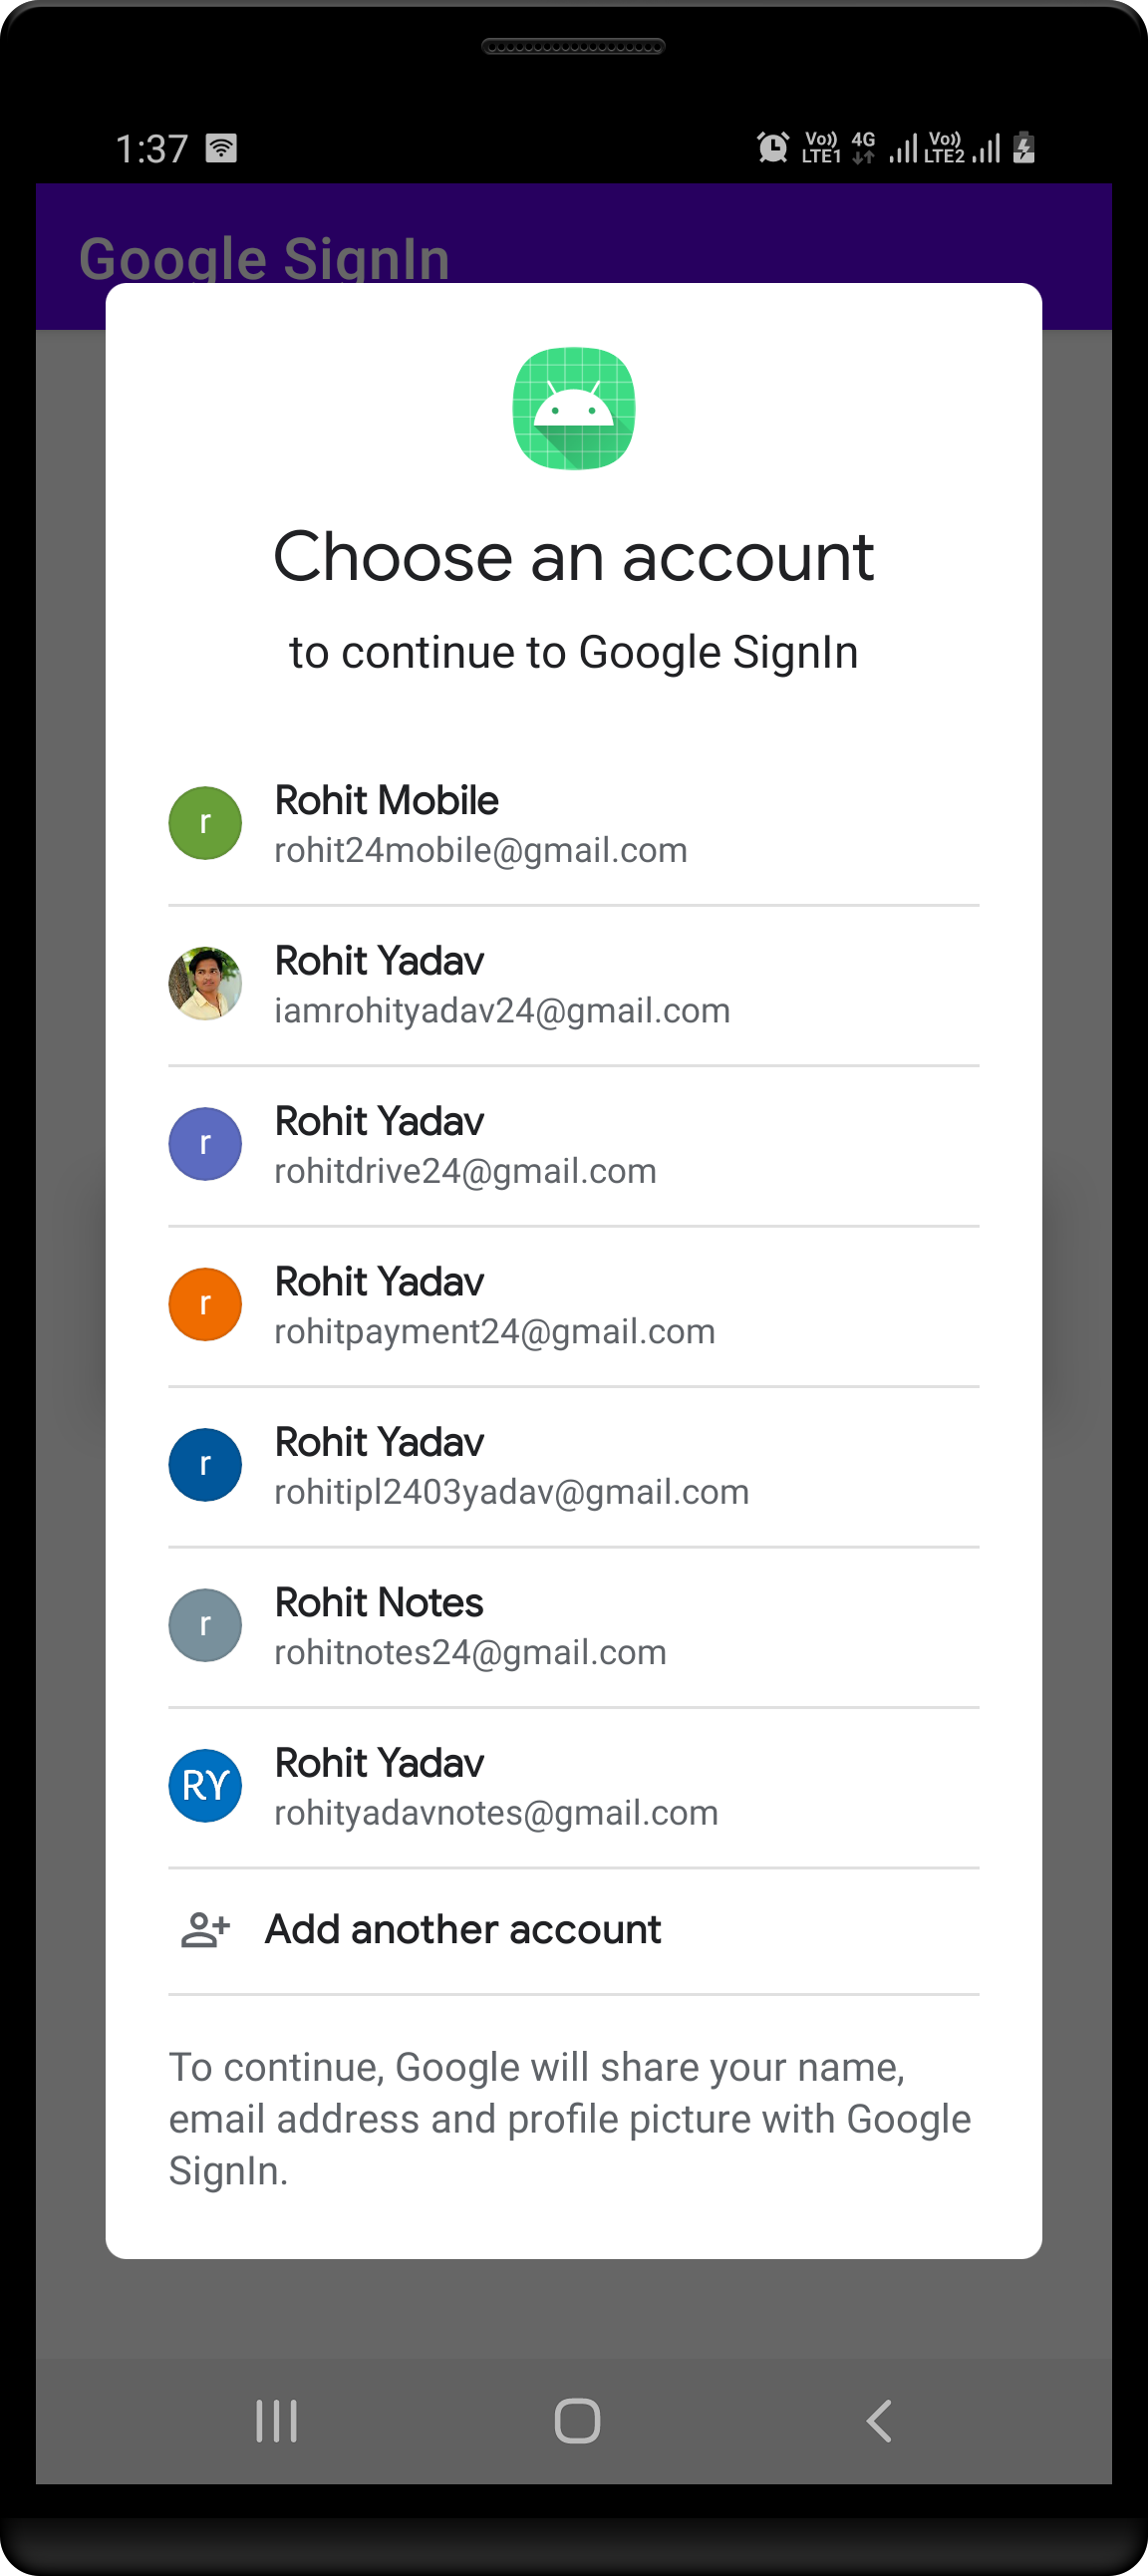 1:37
Vo)) LTE1 4G Vo)) LTE2
Google SignIn
Choose an account
to continue to Google SignIn
r
Rohit Mobile
rohit24mobile@gmail.com
Rohit Yadav
iamrohityadav24@gmail.com
r
Rohit Yadav
rohitdrive24@gmail.com
r
Rohit Yadav
rohitpayment24@gmail.com
r
Rohit Yadav
rohitipl2403yadav@gmail.com
r
Rohit Notes
rohitnotes24@gmail.com
RY
Rohit Yadav
rohityadavnotes@gmail.com
Add another account
To continue, Google will share your name,
email address and profile picture with Google
SignIn.